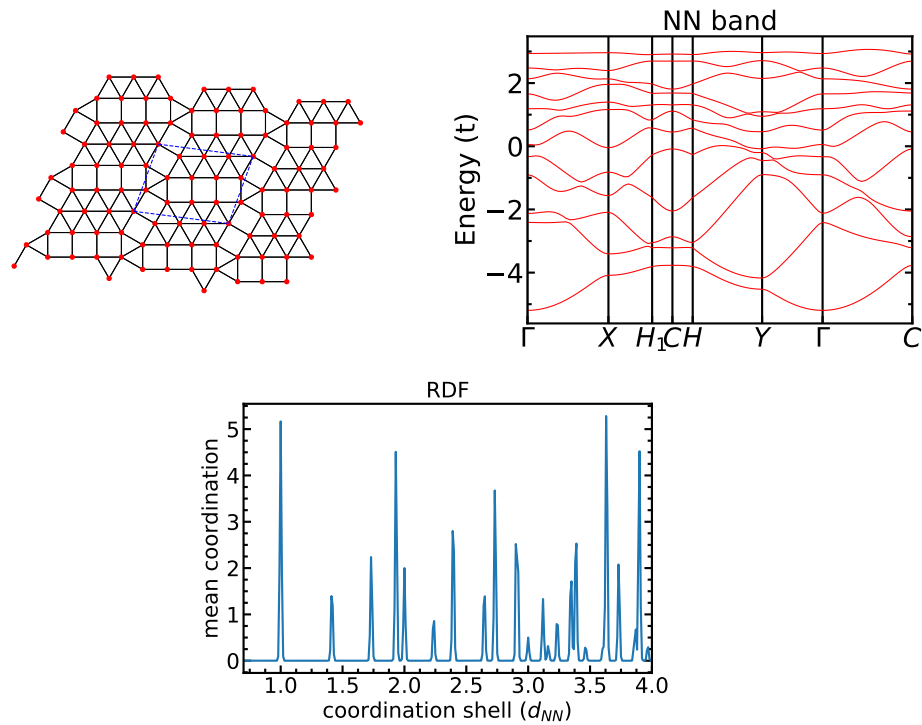 NN band
Energy (t)
2
0
−2
−4
Γ X H₁ C H Y Γ C
RDF
mean coordination
5
4
3
2
1
0
1.0 1.5 2.0 2.5 3.0 3.5 4.0
coordination shell (d_NN)